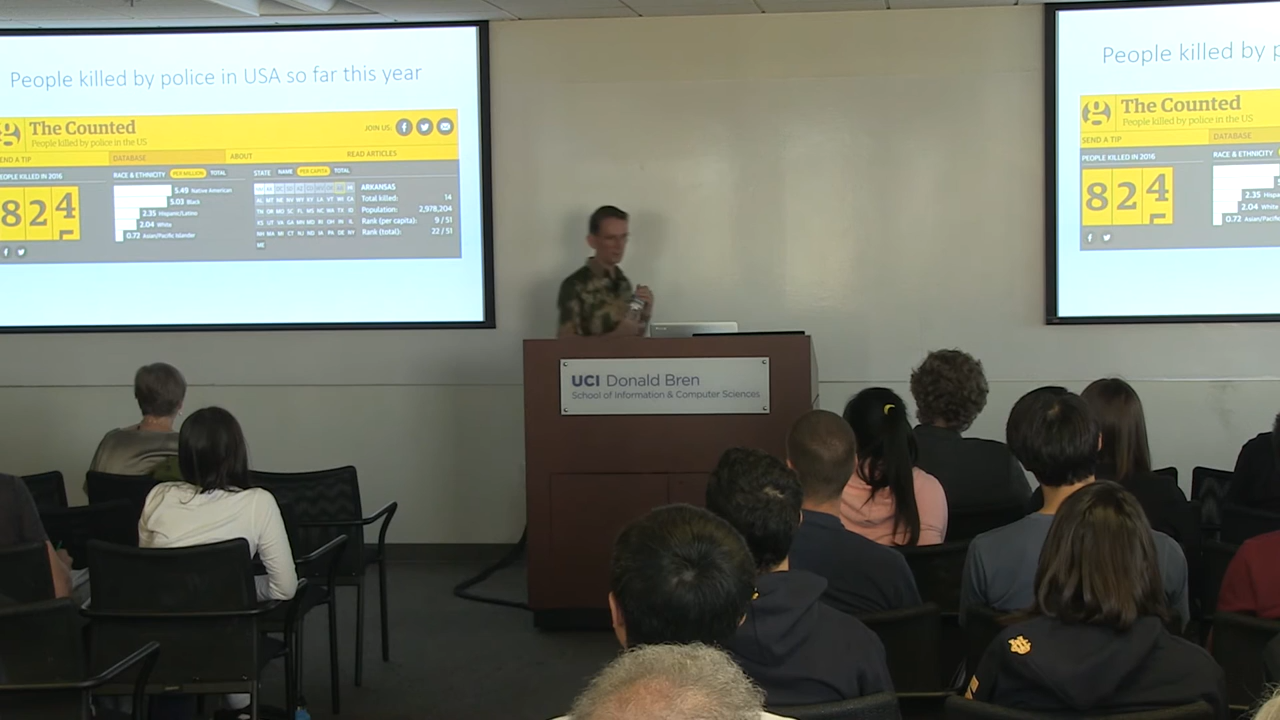 People killed by police in USA so far this year
The Counted
People killed by police in the US
JOIN US:
DATABASE
ABOUT
READ ARTICLES
PEOPLE KILLED IN 2016
824
RACE & ETHNICITY PER MILLION TOTAL
5.49 Native American
5.03 Black
2.35 Hispanic/Latino
2.04 White
0.72 Asian/Pacific Islander
STATE NAME PER CAPITA TOTAL
ARKANSAS
Total killed: 14
Population: 2,978,204
Rank (per capita): 9 / 51
Rank (total): 22 / 51
People killed by
The Counted
People killed by police in the US
SEND A TIP
DATABASE
PEOPLE KILLED IN 2016
RACE & ETHNICITY
824
2.35 Hispanic
2.04 White
0.72 Asian/Pac
UCI Donald Bren
School of Information & Computer Sciences